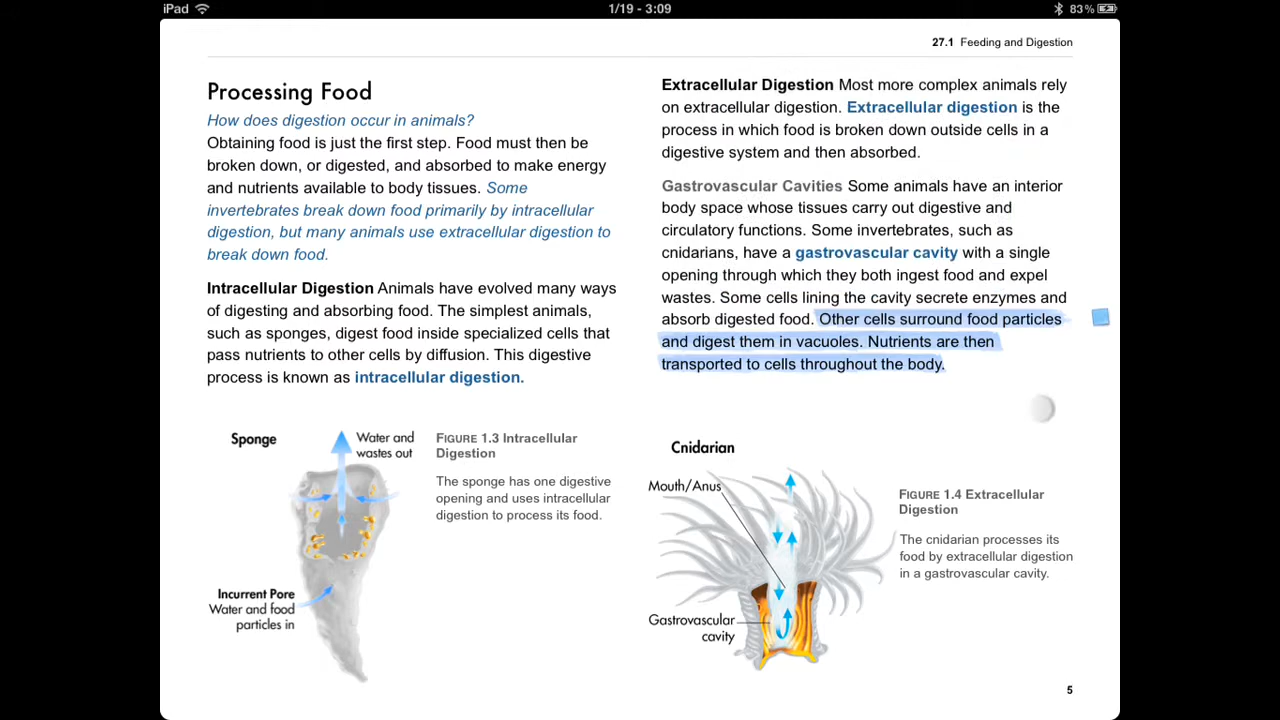 iPad
1/19 - 3:09
83%
27.1 Feeding and Digestion
Processing Food
How does digestion occur in animals?
Obtaining food is just the first step. Food must then be
broken down, or digested, and absorbed to make energy
and nutrients available to body tissues. Some
invertebrates break down food primarily by intracellular
digestion, but many animals use extracellular digestion to
break down food.
Intracellular Digestion Animals have evolved many ways
of digesting and absorbing food. The simplest animals,
such as sponges, digest food inside specialized cells that
pass nutrients to other cells by diffusion. This digestive
process is known as intracellular digestion.
Sponge
Water and
wastes out
Incurrent Pore
Water and food
particles in
FIGURE 1.3 Intracellular
Digestion
The sponge has one digestive
opening and uses intracellular
digestion to process its food.
Extracellular Digestion Most more complex animals rely
on extracellular digestion. Extracellular digestion is the
process in which food is broken down outside cells in a
digestive system and then absorbed.
Gastrovascular Cavities Some animals have an interior
body space whose tissues carry out digestive and
circulatory functions. Some invertebrates, such as
cnidarians, have a gastrovascular cavity with a single
opening through which they both ingest food and expel
wastes. Some cells lining the cavity secrete enzymes and
absorb digested food. Other cells surround food particles
and digest them in vacuoles. Nutrients are then
transported to cells throughout the body.
Cnidarian
Mouth/Anus
Gastrovascular
cavity
FIGURE 1.4 Extracellular
Digestion
The cnidarian processes its
food by extracellular digestion
in a gastrovascular cavity.
5